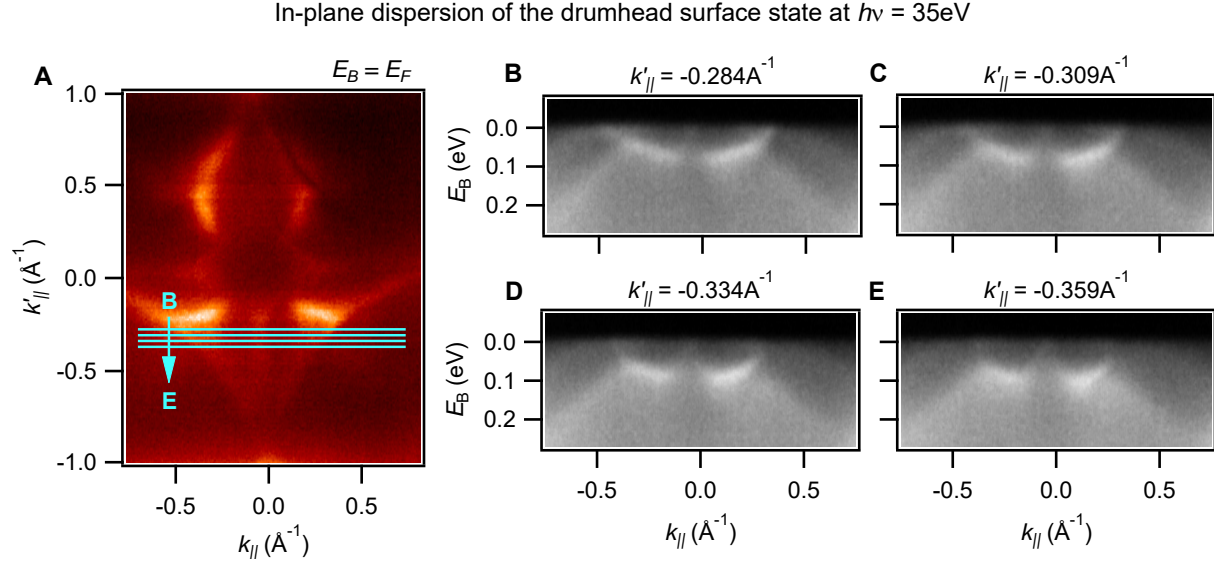 In-plane dispersion of the drumhead surface state at hν = 35eV
A
E_B = E_F
1.0
0.5
0.0
-0.5
-1.0
k'_// (Å⁻¹)
B
E
-0.5
0.0
0.5
k_// (Å⁻¹)
B
k'_// = -0.284A⁻¹
0.0
0.1
0.2
E_B (eV)
C
k'_// = -0.309A⁻¹
D
k'_// = -0.334A⁻¹
0.0
0.1
0.2
E_B (eV)
-0.5
0.0
0.5
k_// (Å⁻¹)
E
k'_// = -0.359A⁻¹
-0.5
0.0
0.5
k_// (Å⁻¹)